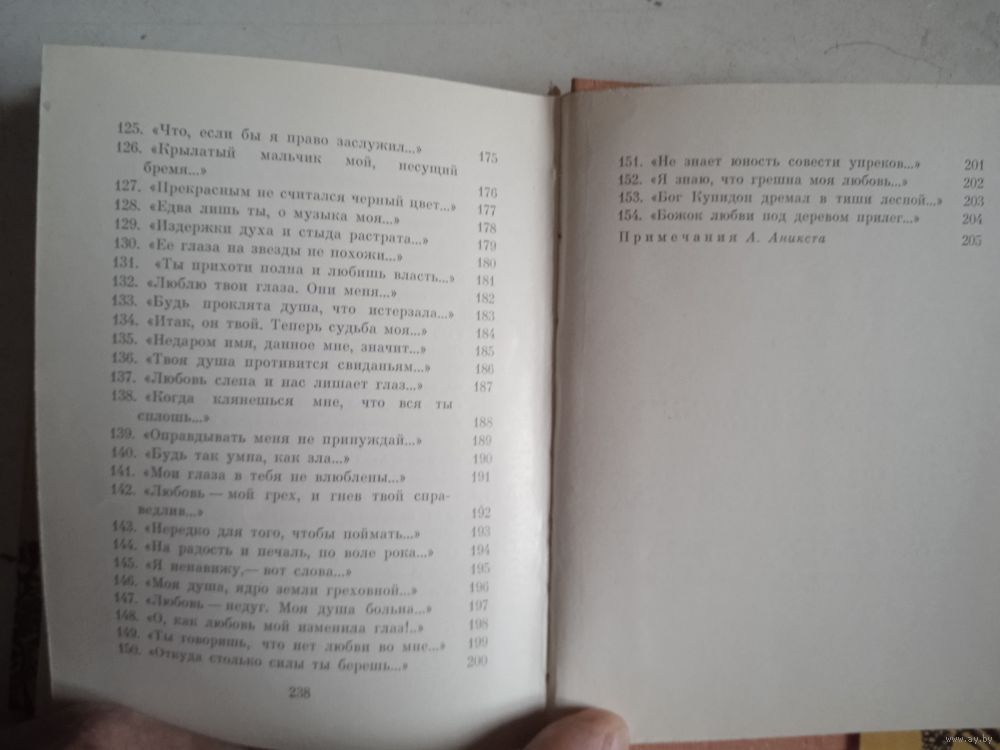 125. «Что, если бы я право заслужил...» 175
126. «Крылатый мальчик мой, несущий
бремя...» 176
127. «Прекрасным не считался черный цвет...» 177
128. «Едва лишь ты, о музыка моя...» 178
129. «Издержки духа и стыда растрата...» 179
130. «Ее глаза на звезды не похожи...» 180
131. «Ты прихоти полна и любишь власть...» 181
132. «Люблю твои глаза. Они меня...» 182
133. «Будь проклята душа, что истерзала...» 183
134. «Итак, он твой. Теперь судьба моя...» 184
135. «Недаром имя, данное мне, значит...» 185
136. «Твоя душа противится свиданьям...» 186
137. «Любовь слепа и нас лишает глаз...» 187
138. «Когда клянешься мне, что вся ты
сплошь...» 188
139. «Оправдывать меня не принуждай...» 189
140. «Будь так умна, как зла...» 190
141. «Мои глаза в тебя не влюблены...» 191
142. «Любовь — мой грех, и гнев твой спра-
ведлив...» 192
143. «Нередко для того, чтобы поймать...» 193
144. «На радость и печаль, по воле рока...» 194
145. «Я ненавижу,— вот слова...» 195
146. «Моя душа, ядро земли греховной...» 196
147. «Любовь — недуг. Моя душа больна...» 197
148. «О, как любовь мой изменила глаз!..» 198
149. «Ты говоришь, что нет любви во мне...» 199
150. «Откуда столько силы ты берешь...» 200
238
151. «Не знает юность совести упреков...» 201
152. «Я знаю, что грешна моя любовь...» 202
153. «Бог Купидон дремал в тиши лесной...» 203
154. «Божок любви под деревом прилег...» 204
Примечания А. Аникста 205
www.ay.by